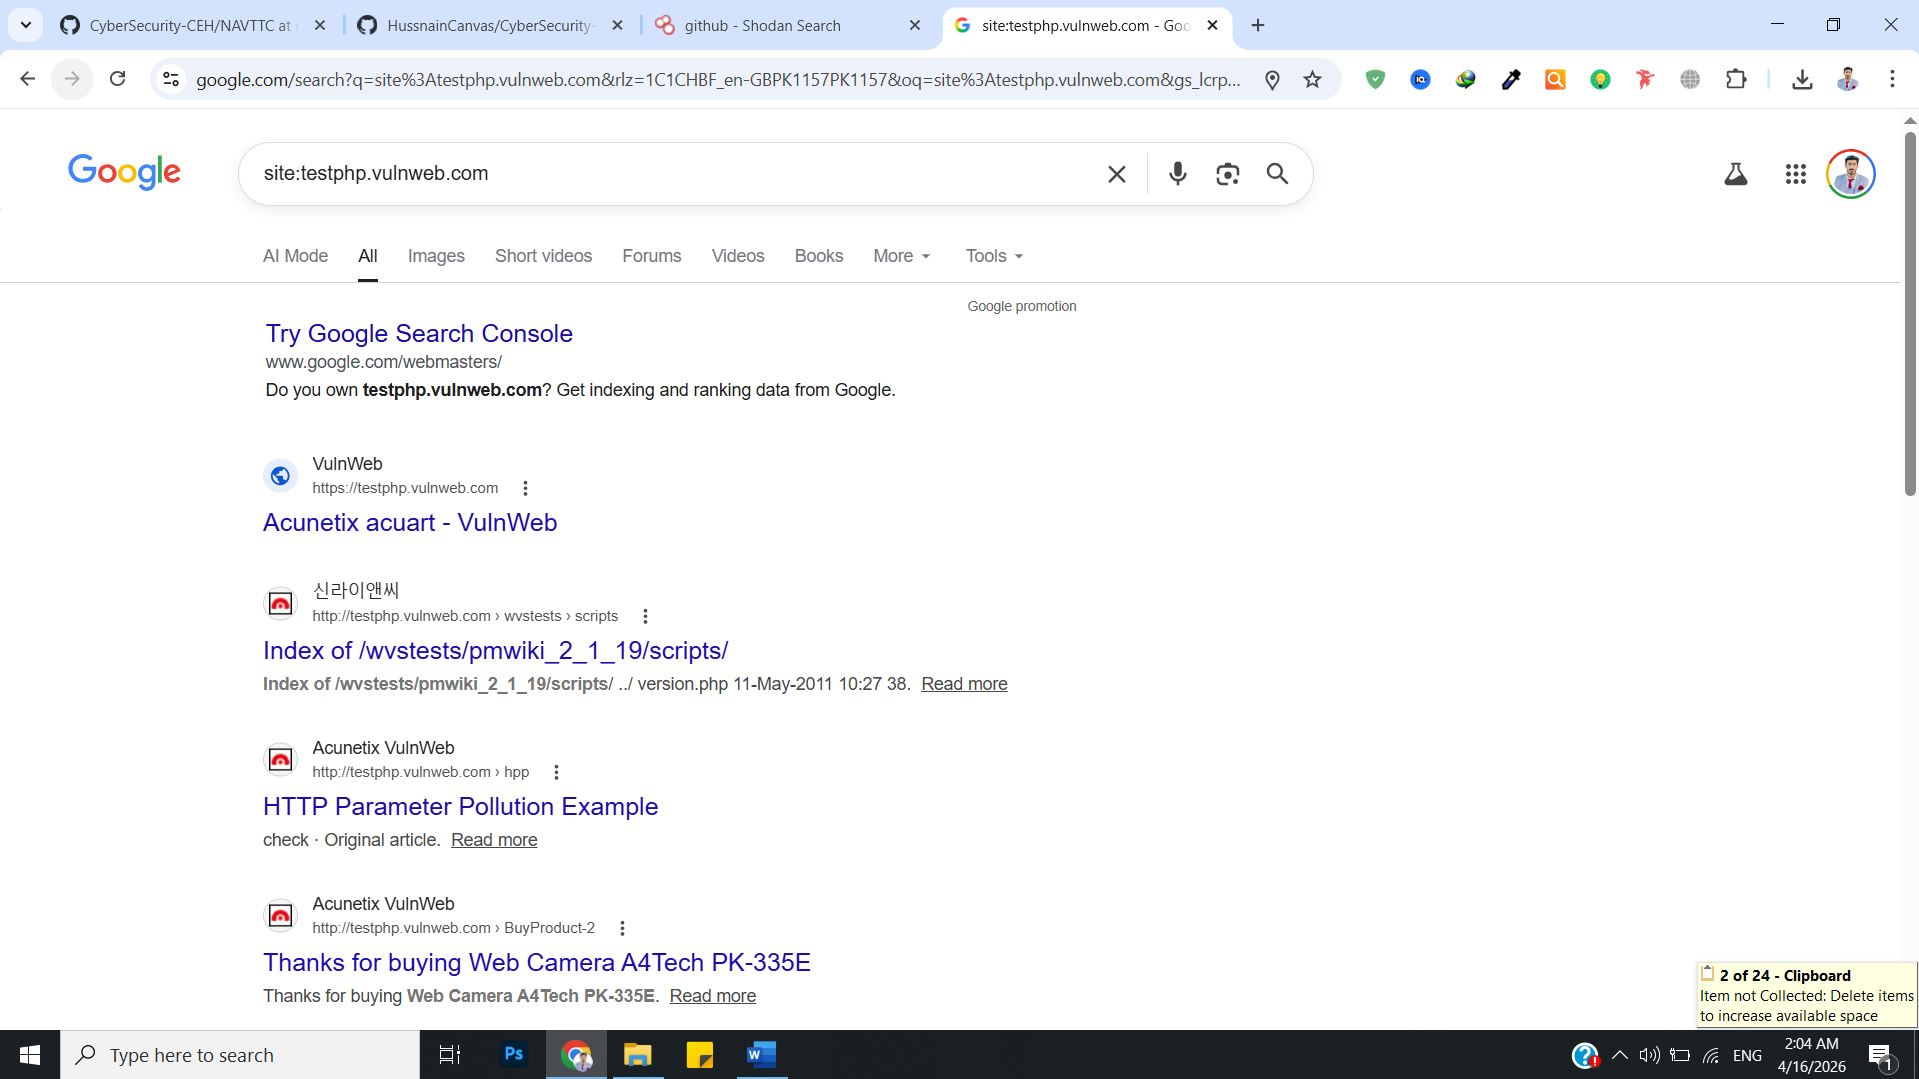 CyberSecurity-CEH/NAVTTC at
HussnainCanvas/CyberSecurity-
github - Shodan Search
site:testphp.vulnweb.com - Goo
google.com/search?q=site%3Atestphp.vulnweb.com&rlz=1C1CHBF_en-GBPK1157PK1157&oq=site%3Atestphp.vulnweb.com&gs_lcrp...
Google
site:testphp.vulnweb.com
AI Mode
All
Images
Short videos
Forums
Videos
Books
More
Tools
Google promotion
Try Google Search Console
www.google.com/webmasters/
Do you own testphp.vulnweb.com? Get indexing and ranking data from Google.
VulnWeb
https://testphp.vulnweb.com
Acunetix acuart - VulnWeb
신라이앤씨
http://testphp.vulnweb.com › wvstests › scripts
Index of /wvstests/pmwiki_2_1_19/scripts/
Index of /wvstests/pmwiki_2_1_19/scripts/ ../ version.php 11-May-2011 10:27 38. Read more
Acunetix VulnWeb
http://testphp.vulnweb.com › hpp
HTTP Parameter Pollution Example
check · Original article. Read more
Acunetix VulnWeb
http://testphp.vulnweb.com › BuyProduct-2
Thanks for buying Web Camera A4Tech PK-335E
Thanks for buying Web Camera A4Tech PK-335E. Read more
2 of 24 - Clipboard
Item not Collected: Delete items
to increase available space
Type here to search
Ps
W
ENG
2:04 AM
4/16/2026
1